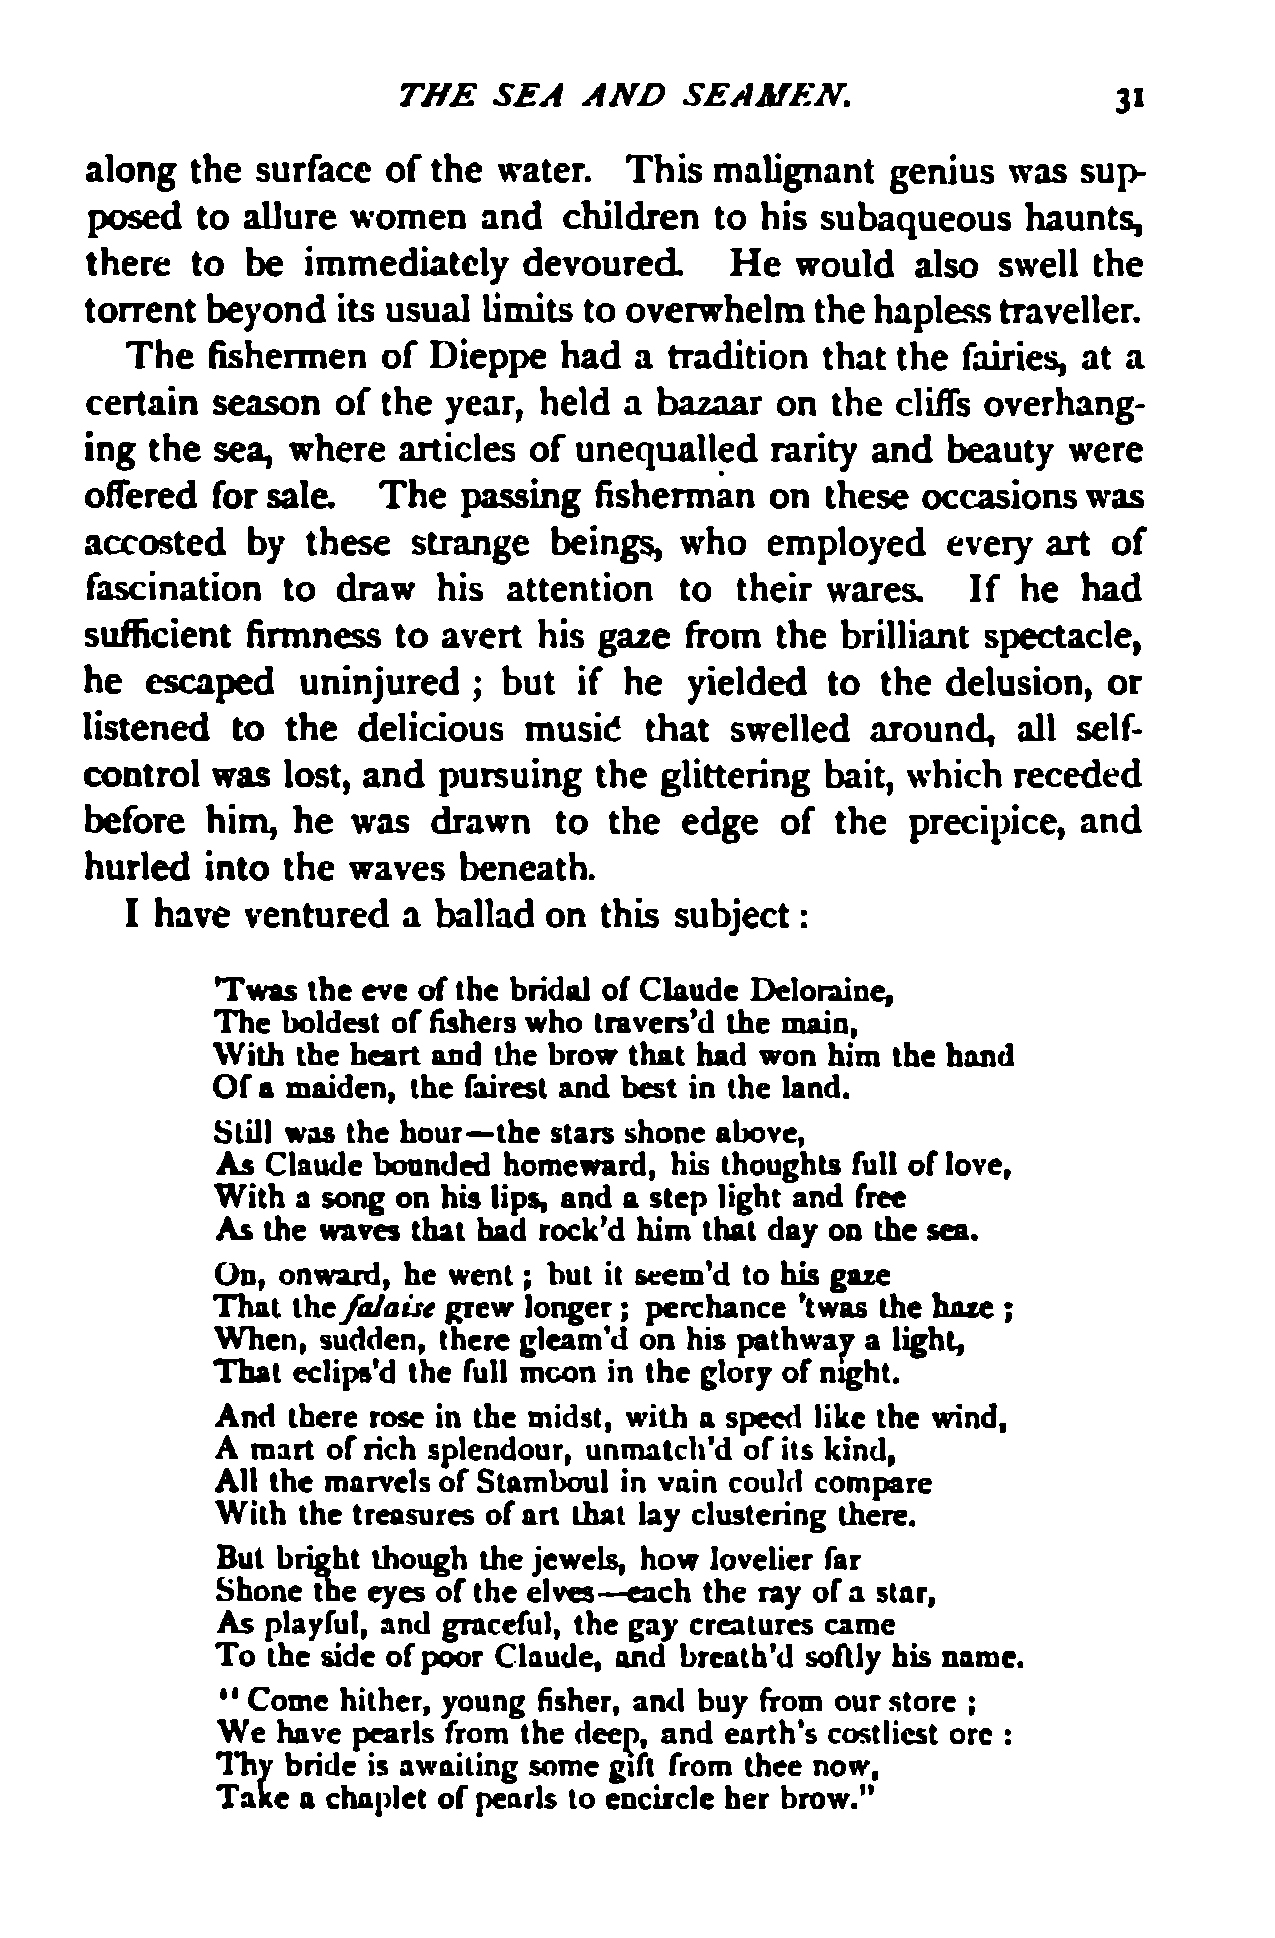 THE SEA AND SEAMEN. 31
along the surface of the water. This malignant genius was sup-
posed to allure women and children to his subaqueous haunts,
there to be immediately devoured. He would also swell the
torrent beyond its usual limits to overwhelm the hapless traveller.
The fishermen of Dieppe had a tradition that the fairies, at a
certain season of the year, held a bazaar on the cliffs overhang-
ing the sea, where articles of unequalled rarity and beauty were
offered for sale. The passing fisherman on these occasions was
accosted by these strange beings, who employed every art of
fascination to draw his attention to their wares. If he had
sufficient firmness to avert his gaze from the brilliant spectacle,
he escaped uninjured ; but if he yielded to the delusion, or
listened to the delicious music that swelled around, all self-
control was lost, and pursuing the glittering bait, which receded
before him, he was drawn to the edge of the precipice, and
hurled into the waves beneath.
I have ventured a ballad on this subject :
'Twas the eve of the bridal of Claude Deloraine,
The boldest of fishers who travers'd the main,
With the heart and the brow that had won him the hand
Of a maiden, the fairest and best in the land.
Still was the hour—the stars shone above,
As Claude bounded homeward, his thoughts full of love,
With a song on his lips, and a step light and free
As the waves that had rock'd him that day on the sea.
On, onward, he went ; but it seem'd to his gaze
That the falaise grew longer ; perchance 'twas the haze ;
When, sudden, there gleam'd on his pathway a light,
That eclips'd the full moon in the glory of night.
And there rose in the midst, with a speed like the wind,
A mart of rich splendour, unmatch'd of its kind,
All the marvels of Stamboul in vain could compare
With the treasures of art that lay clustering there.
But bright though the jewels, how lovelier far
Shone the eyes of the elves—each the ray of a star,
As playful, and graceful, the gay creatures came
To the side of poor Claude, and breath'd softly his name.
"Come hither, young fisher, and buy from our store ;
We have pearls from the deep, and earth's costliest ore :
Thy bride is awaiting some gift from thee now,
Take a chaplet of pearls to encircle her brow."